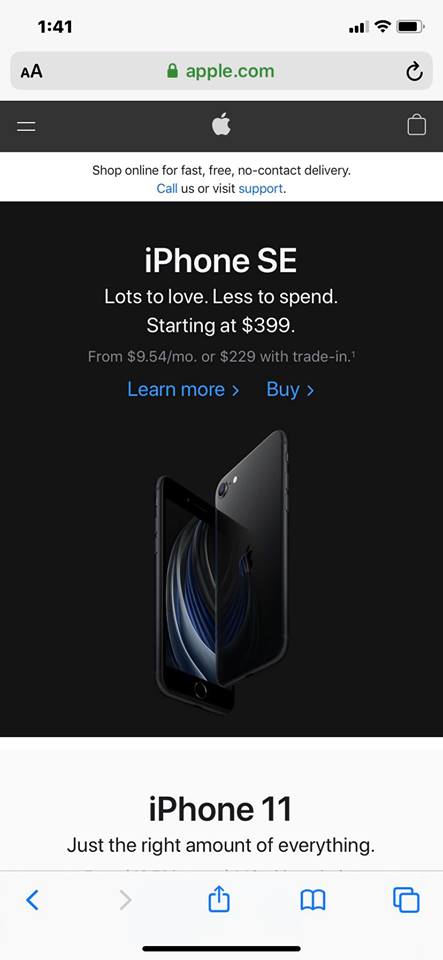 1:41
AA
apple.com
Shop online for fast, free, no-contact delivery.
Call us or visit support.
iPhone SE
Lots to love. Less to spend.
Starting at $399.
From $9.54/mo. or $229 with trade-in.¹
Learn more > Buy >
iPhone 11
Just the right amount of everything.